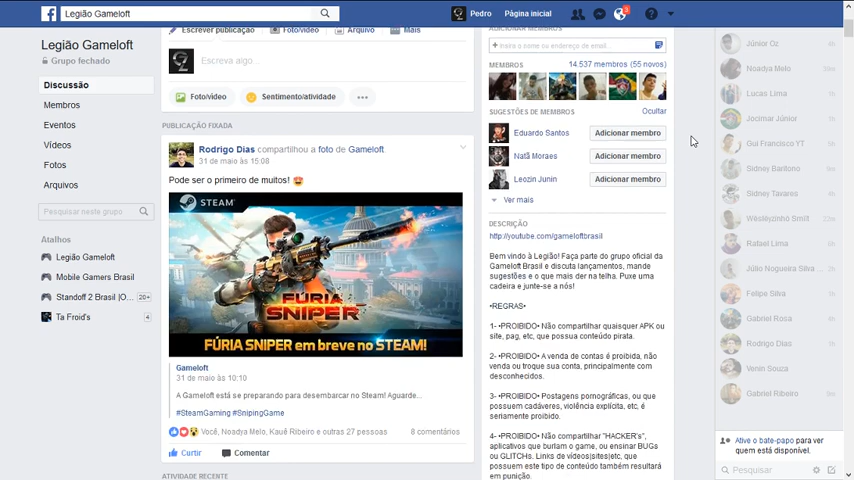 Legião Gameloft
Pedro
Página inicial
3
Legião Gameloft
Grupo fechado
Discussão
Membros
Eventos
Vídeos
Fotos
Arquivos
Pesquisar neste grupo
Atalhos
Legião Gameloft
Mobile Gamers Brasil
Standoff 2 Brasil |O... 20+
Ta Froid's 4
Escrever publicação
Foto/vídeo
Arquivo
Mais
Escreva algo...
Foto/vídeo
Sentimento/atividade
PUBLICAÇÃO FIXADA
Rodrigo Dias compartilhou a foto de Gameloft
31 de maio às 15:08
Pode ser o primeiro de muitos!
STEAM
FÚRIA
SNIPER
FÚRIA SNIPER em breve no STEAM!
Gameloft
31 de maio às 10:10
A Gameloft está se preparando para desembarcar no Steam! Aguarde...
#SteamGaming #SnipingGame
Você, Noadya Melo, Kauê Ribeiro e outras 27 pessoas
8 comentários
Curtir
Comentar
ATIVIDADE RECENTE
ADICIONAR MEMBROS
+ Insira um nome ou endereço de email...
MEMBROS
14.537 membros (55 novos)
SUGESTÕES DE MEMBROS
Ocultar
Eduardo Santos
Adicionar membro
Natã Moraes
Adicionar membro
Leozin Junin
Adicionar membro
Ver mais
DESCRIÇÃO
http://youtube.com/gameloftbrasil
Bem vindo à Legião! Faça parte do grupo oficial da
Gameloft Brasil e discuta lançamentos, mande
sugestões e o que mais der na telha. Puxe uma
cadeira e junte-se a nós!
•REGRAS•
1- •PROIBIDO• Não compartilhar quaisquer APK ou
site, pag, etc, que possua conteúdo pirata.
2- •PROIBIDO• A venda de contas é proibida, não
venda ou troque sua conta, principalmente com
desconhecidos.
3- •PROIBIDO• Postagens pornográficas, ou que
possuem cadáveres, violência explícita, etc, é
seriamente proibido.
4- •PROIBIDO• Não compartilhar "HACKER's",
aplicativos que burlam o game, ou ensinar BUGs
ou GLITCHs. Links de vídeos|sites|etc, que
possuem este tipo de conteúdo também resultará
em punição
Júnior Oz
Noadya Melo
Lucas Lima
Jocimar Júnior
Gui Francisco YT
Sidney Baritono
Sidney Tavares
Rafael Lima
Júlio Nogueira Silva
Felipe Silva
Gabriel Rosa
Rodrigo Dias
Venin Souza
Gabriel Ribeiro
Ative o bate-papo para ver
quem está disponível.
Pesquisar